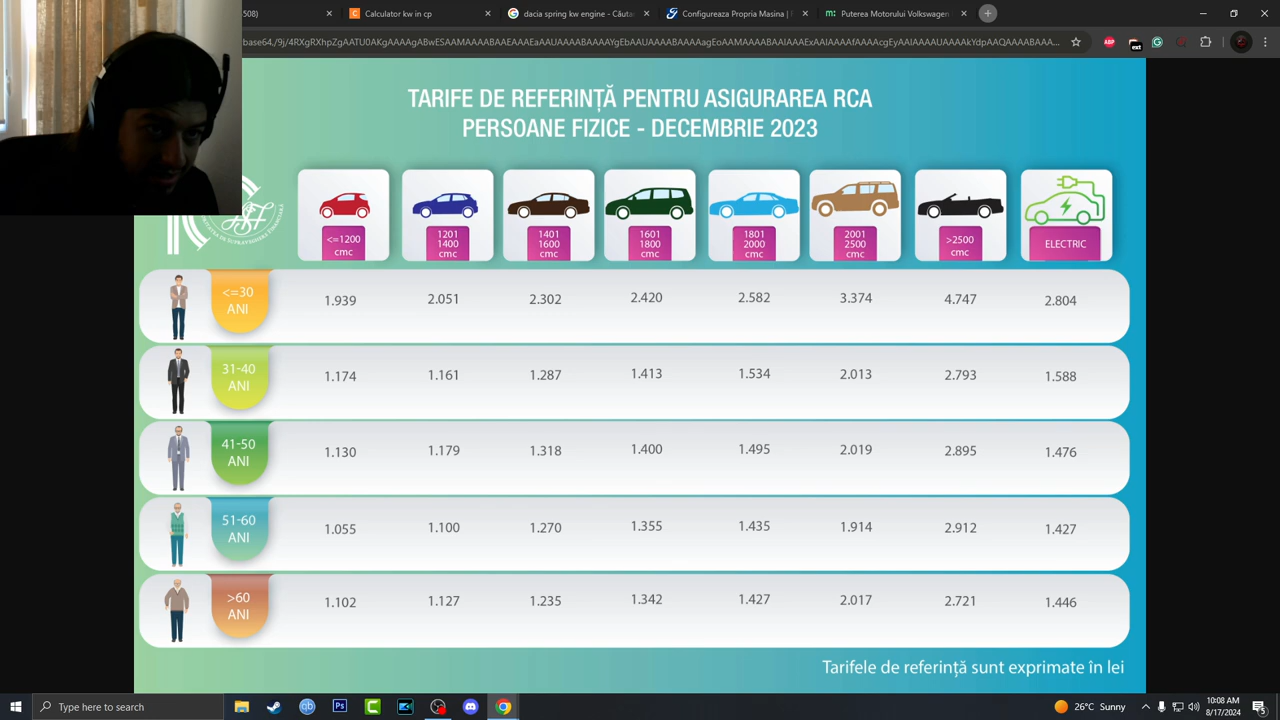 508)
Calculator kw in cp
dacia spring kw engine - Căuta
Configureaza Propria Masina |
Puterea Motorului Volkswagen
base64,/9j/4RXgRXhpZgAATU0AKgAAAAgABwESAAMAAAABAAEAAAEaAAUAAAABAAAAYgEbAAUAAAABAAAAagEoAAMAAAABAAIAAAExAAIAAAAfAAAAcgEyAAIAAAAUAAAAkYdpAAQAAAABAAA...
ABP
ext
TARIFE DE REFERINȚĂ PENTRU ASIGURAREA RCA
PERSOANE FIZICE - DECEMBRIE 2023
<=1200 cmc
1201 1400 cmc
1401 1600 cmc
1601 1800 cmc
1801 2000 cmc
2001 2500 cmc
>2500 cmc
ELECTRIC
<=30 ANI 1.939 2.051 2.302 2.420 2.582 3.374 4.747 2.804
31-40 ANI 1.174 1.161 1.287 1.413 1.534 2.013 2.793 1.588
41-50 ANI 1.130 1.179 1.318 1.400 1.495 2.019 2.895 1.476
51-60 ANI 1.055 1.100 1.270 1.355 1.435 1.914 2.912 1.427
>60 ANI 1.102 1.127 1.235 1.342 1.427 2.017 2.721 1.446
Tarifele de referință sunt exprimate în lei
Type here to search
Ps
26°C Sunny
10:08 AM
8/17/2024